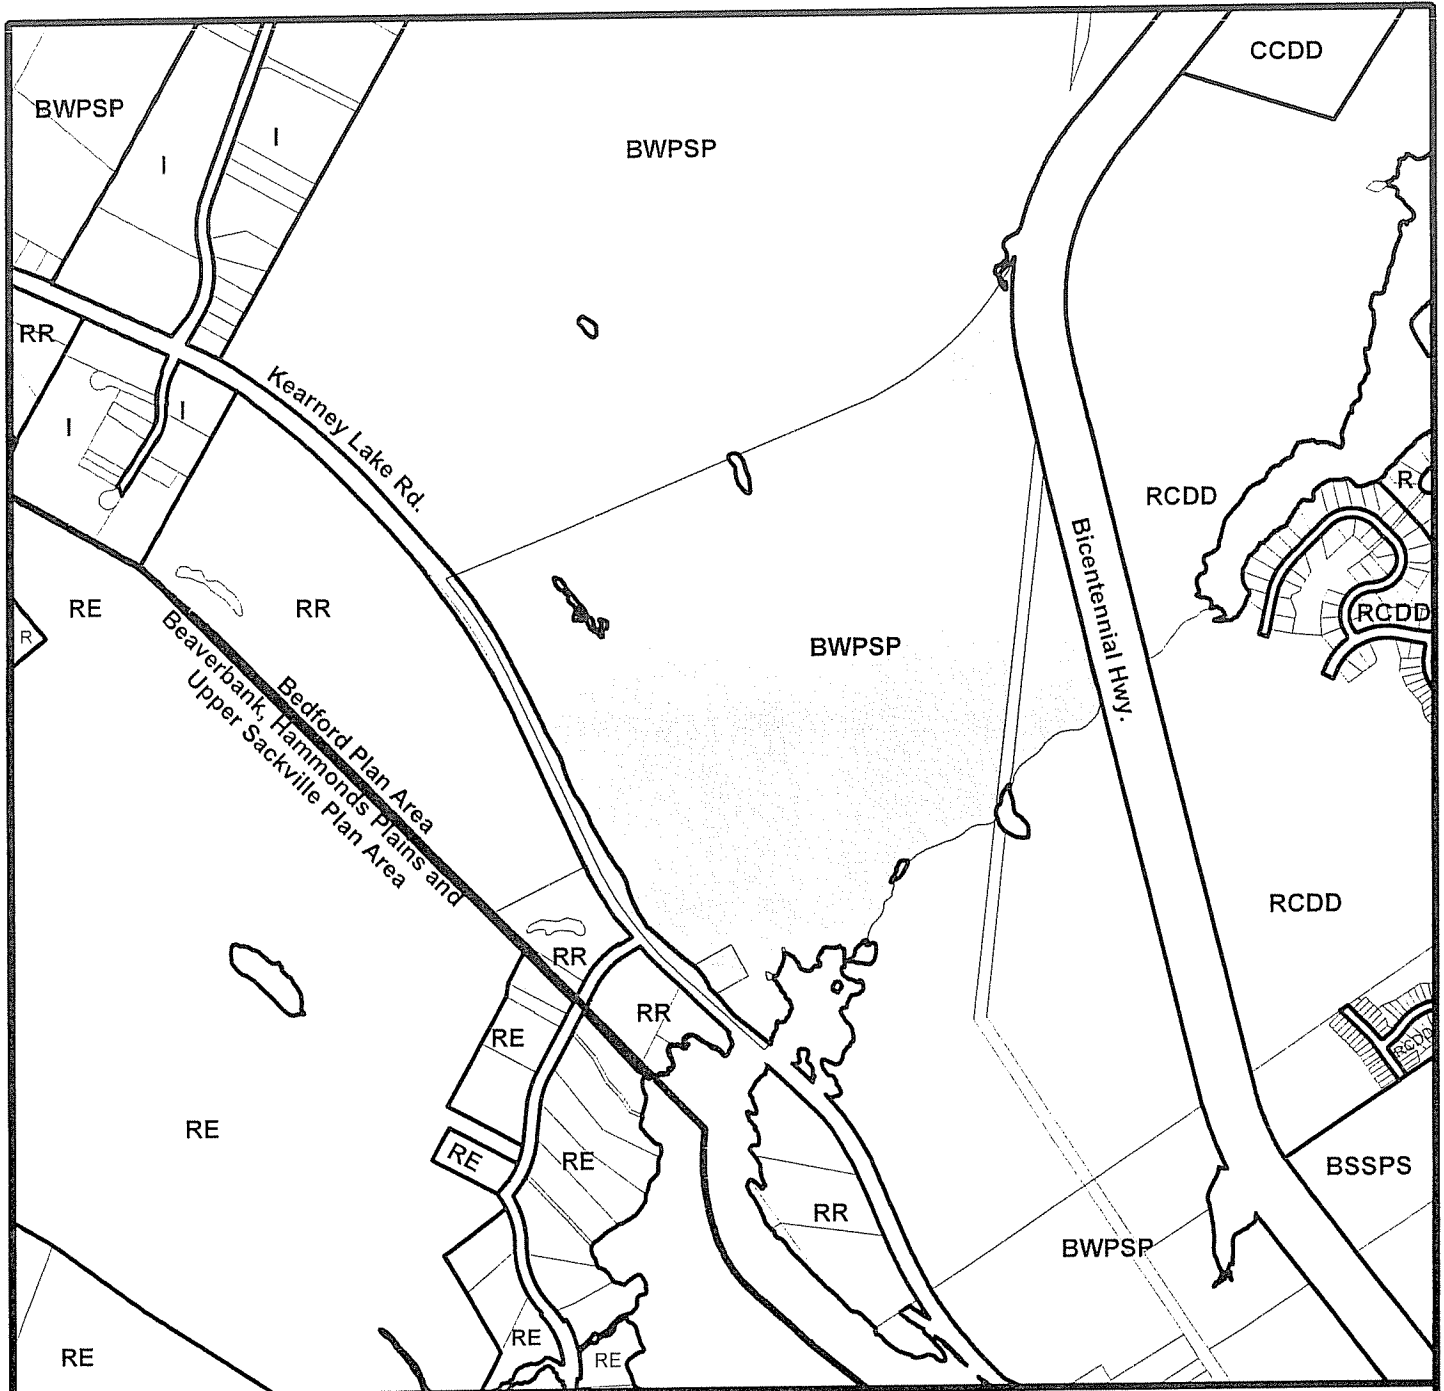 CCDD
BWPSP
I
I
BWPSP
RR
Kearney Lake Rd.
I
I
R
RCDD
Bicentennial Hwy.
RE
RR
RCDD
R
BWPSP
Bedford Plan Area
Beaverbank, Hammonds Plains and
Upper Sackville Plan Area
RCDD
RR
RR
RE
RCDD
RE
RE
RE
BSSPS
RR
BWPSP
RE
RE
RE